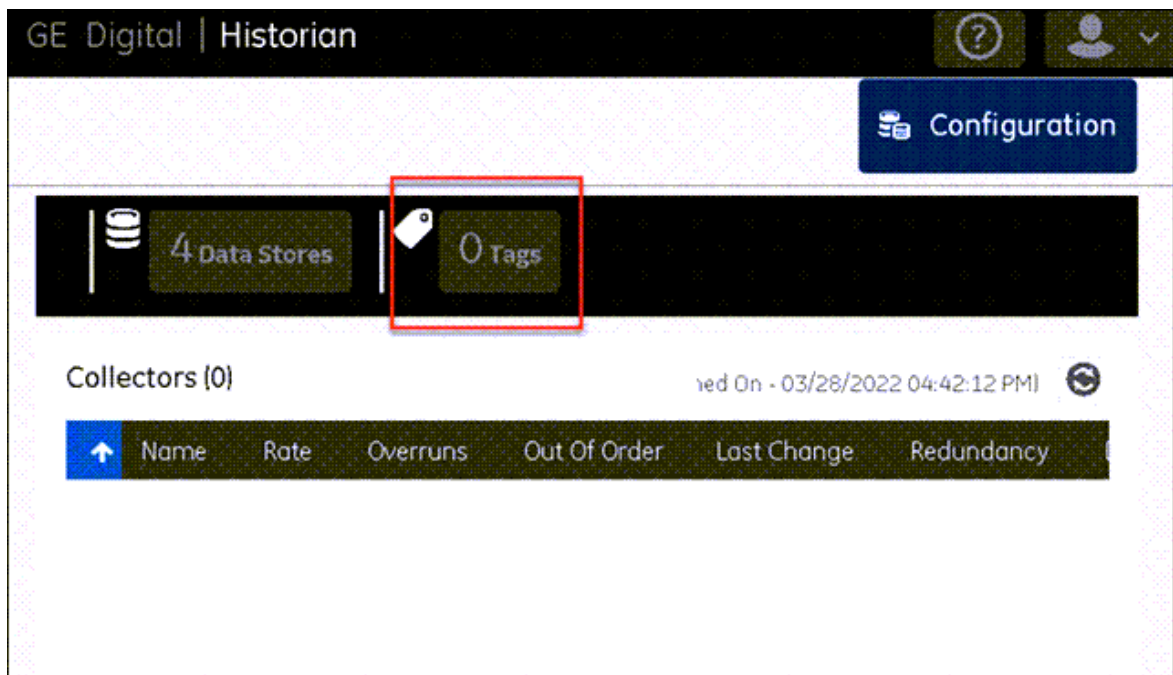 GE Digital | Historian
Configuration
4 Data Stores
0 Tags
Collectors (0)
On - 03/28/2022 04:42:12 PM)
Name Rate Overruns Out Of Order Last Change Redundancy